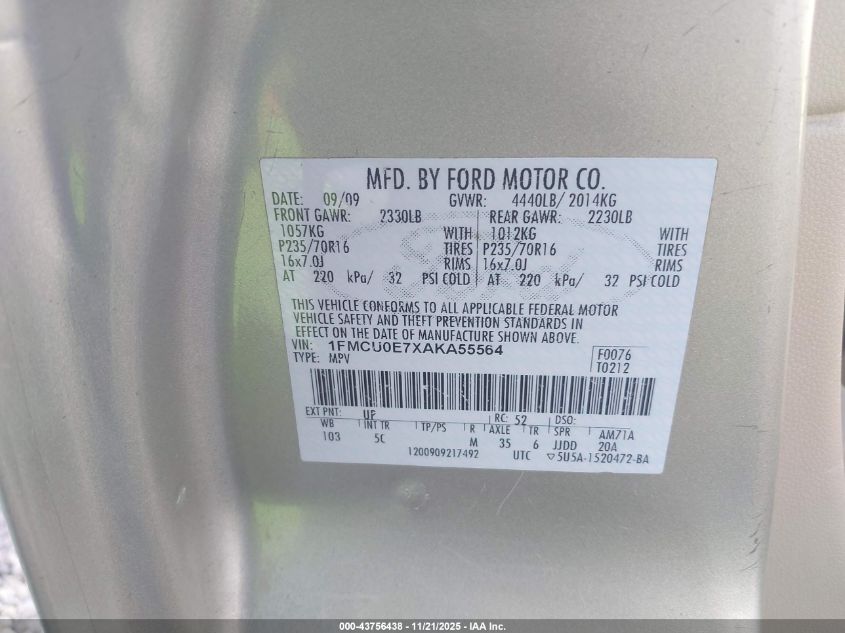 MFD. BY FORD MOTOR CO.
DATE: 09/09 GVWR: 4440LB/ 2014KG
FRONT GAWR: 2330LB REAR GAWR: 2230LB
1057KG WITH 1012KG WITH
P235/70R16 TIRES P235/70R16 TIRES
16x7.0J RIMS 16x7.0J RIMS
AT 220 kPa/ 32 PSI COLD AT 220 kPa/ 32 PSI COLD
THIS VEHICLE CONFORMS TO ALL APPLICABLE FEDERAL MOTOR
VEHICLE SAFETY AND THEFT PREVENTION STANDARDS IN
EFFECT ON THE DATE OF MANUFACTURE SHOWN ABOVE.
VIN: 1FMCU0E7XAKA55564 F0076
TYPE: MPV T0212
EXT PNT: UP RC: 52 DSO:
WB INT TR TP/PS R AXLE TR SPR AM71A
103 5C M 35 6 JJDD 20A
1200909217492 UTC ▽5U5A-1520472-BA
000-43756438 - 11/21/2025 - IAA Inc.